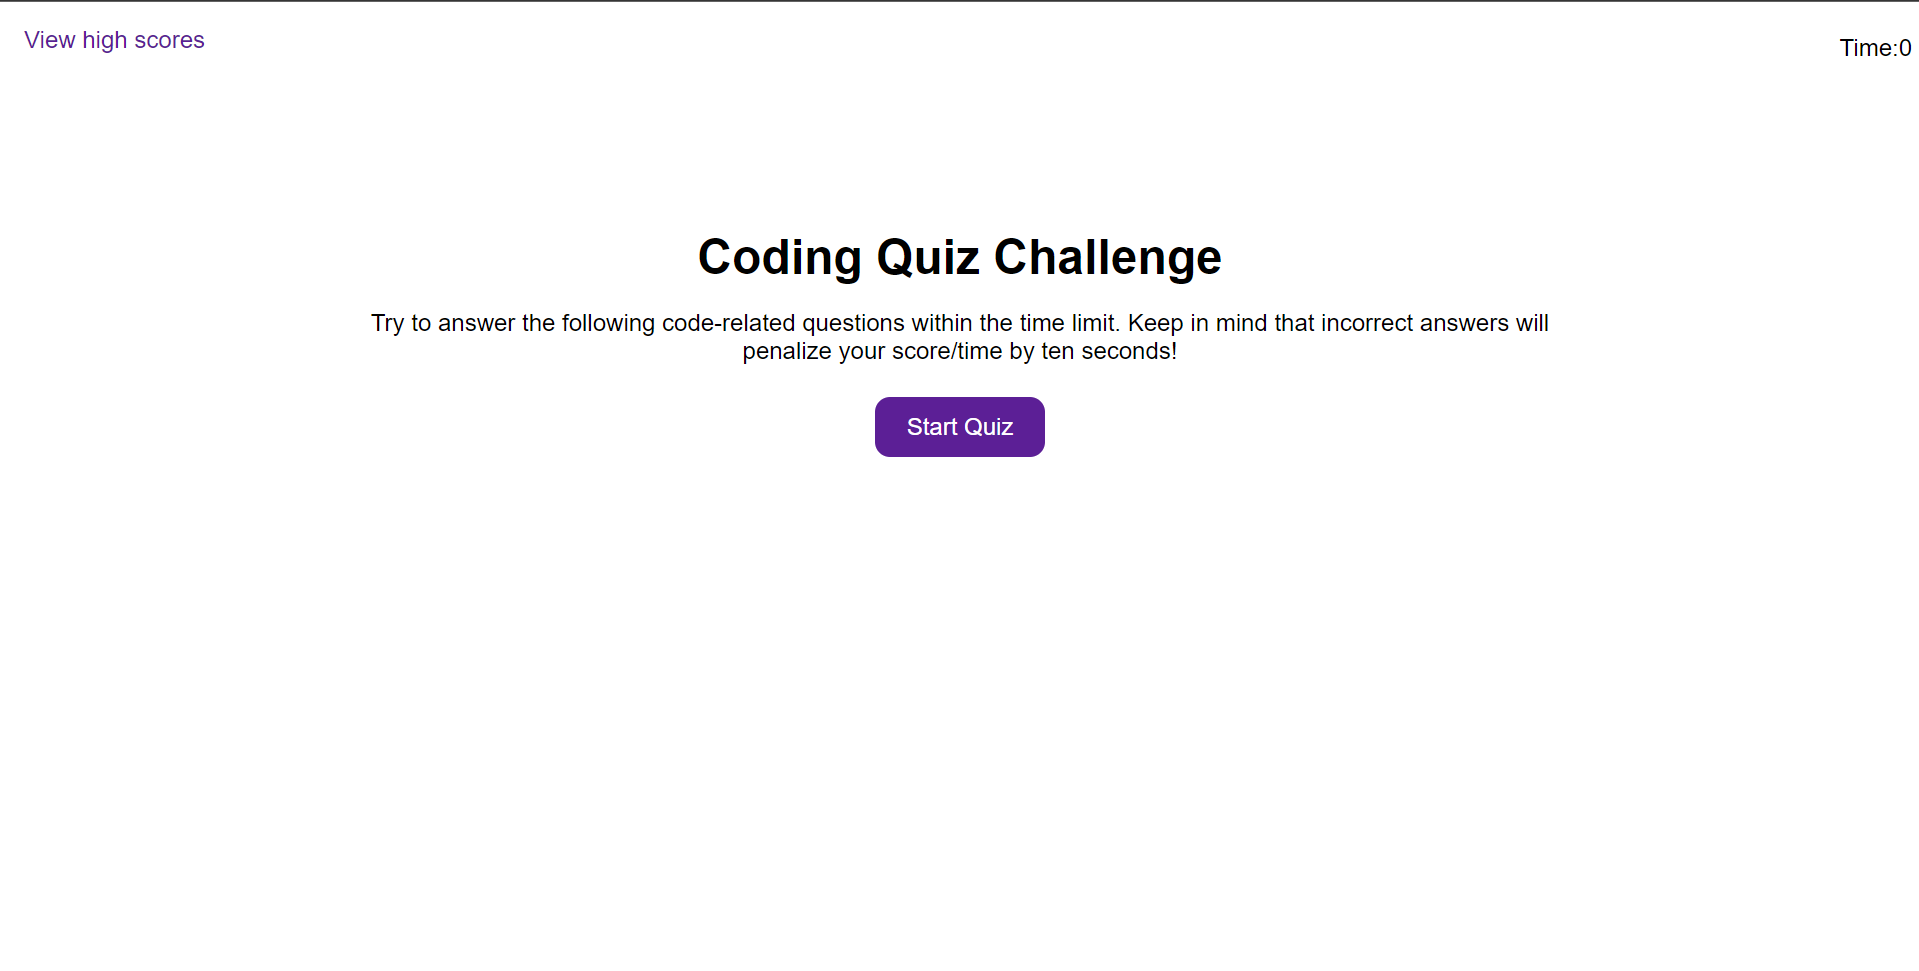 View high scores
Time:0
Coding Quiz Challenge
Try to answer the following code-related questions within the time limit. Keep in mind that incorrect answers will
penalize your score/time by ten seconds!
Start Quiz